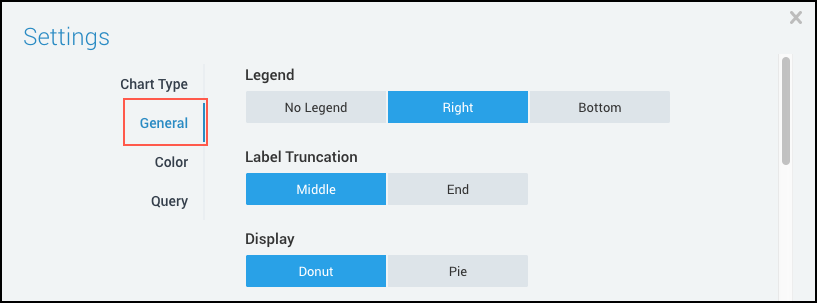 Settings
Chart Type
General
Color
Query
Legend
No Legend Right Bottom
Label Truncation
Middle End
Display
Donut Pie